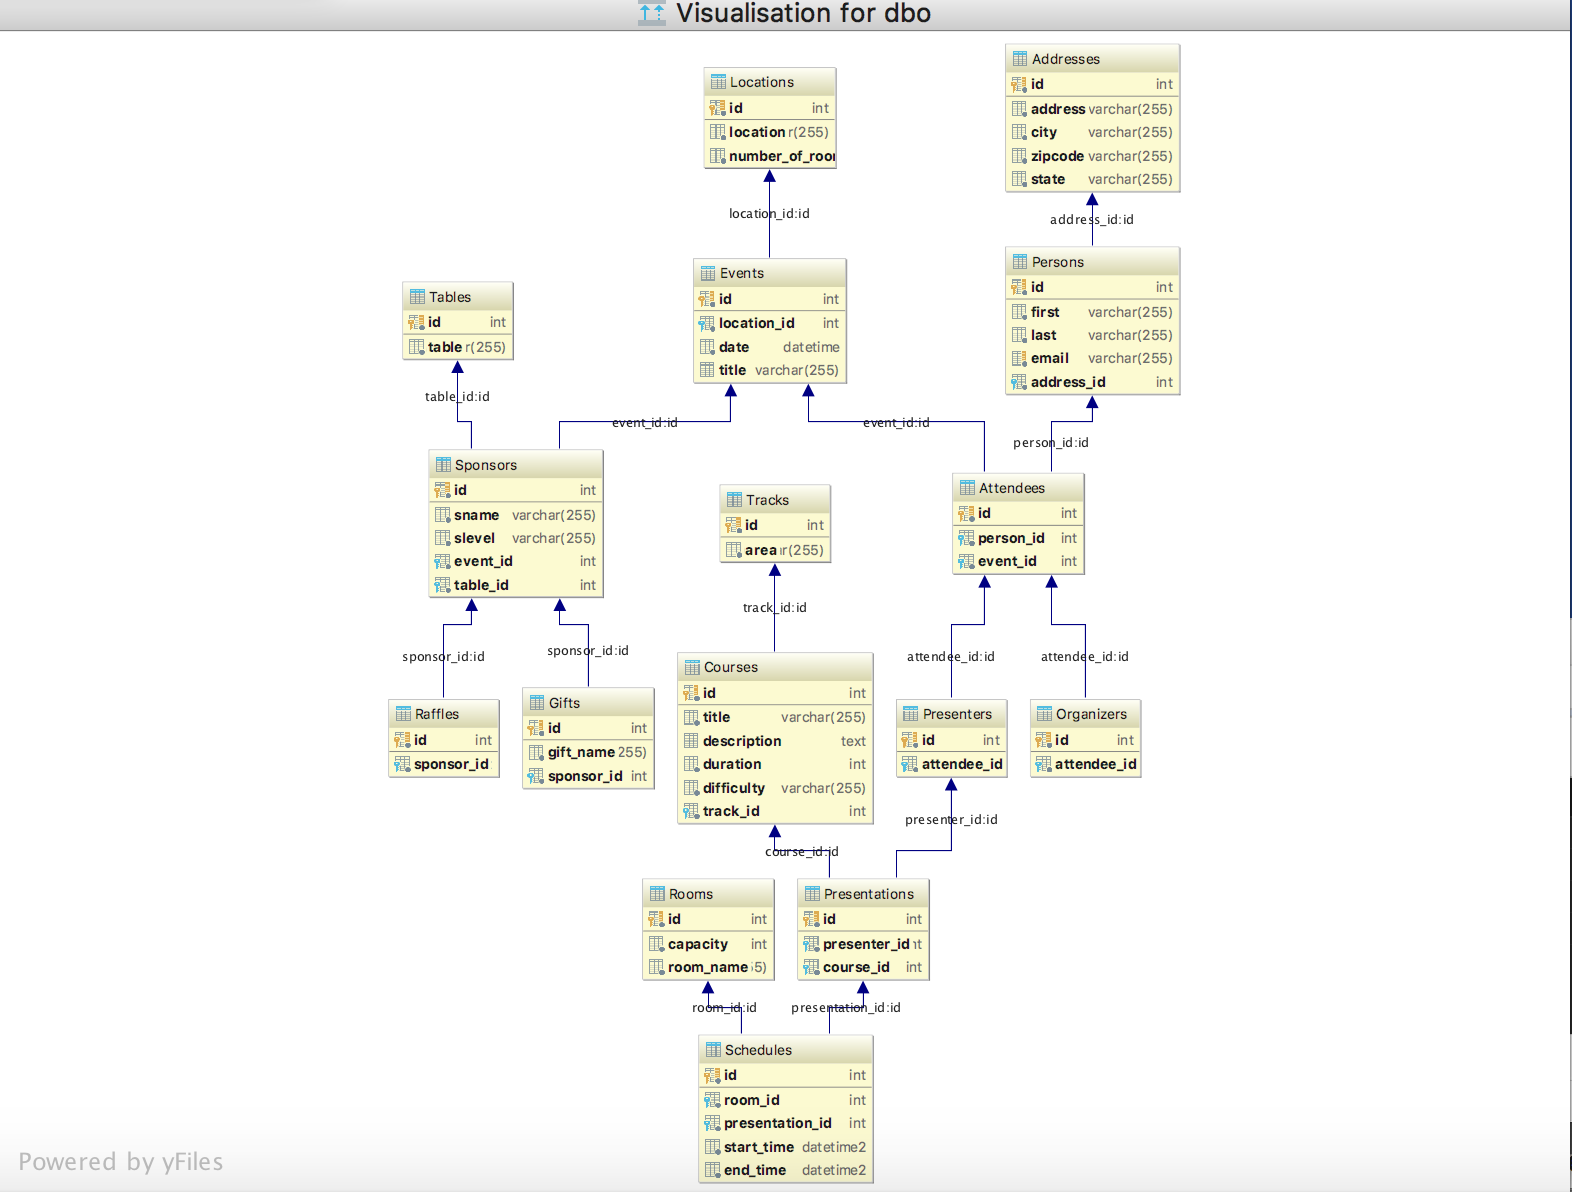 Visualisation for dbo
Locations
id int
location r(255)
number_of_roo
Addresses
id int
address varchar(255)
city varchar(255)
zipcode varchar(255)
state varchar(255)
location_id:id
address_id:id
Events
id int
location_id int
date datetime
title varchar(255)
Persons
id int
first varchar(255)
last varchar(255)
email varchar(255)
address_id int
Tables
id int
table r(255)
table_id:id
event_id:id
event_id:id
person_id:id
Sponsors
id int
sname varchar(255)
slevel varchar(255)
event_id int
table_id int
Tracks
id int
area r(255)
Attendees
id int
person_id int
event_id int
track_id:id
sponsor_id:id
sponsor_id:id
attendee_id:id
attendee_id:id
Raffles
id int
sponsor_id
Gifts
id int
gift_name 255)
sponsor_id int
Courses
id int
title varchar(255)
description text
duration int
difficulty varchar(255)
track_id int
Presenters
id int
attendee_id
Organizers
id int
attendee_id
presenter_id:id
course_id:id
Rooms
id int
capacity int
room_name 5)
Presentations
id int
presenter_id nt
course_id int
room_id:id
presentation_id:id
Schedules
id int
room_id int
presentation_id int
start_time datetime2
end_time datetime2
Powered by yFiles